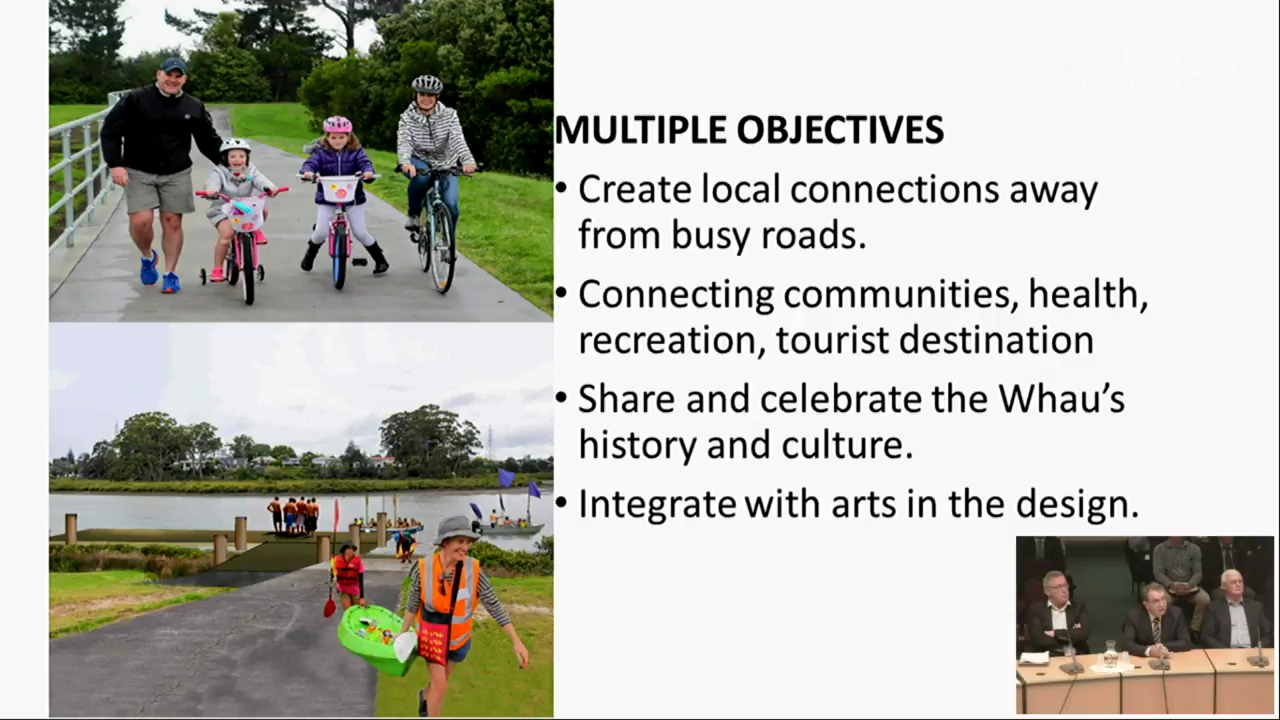 MULTIPLE OBJECTIVES
• Create local connections away
from busy roads.
• Connecting communities, health,
recreation, tourist destination
• Share and celebrate the Whau's
history and culture.
• Integrate with arts in the design.